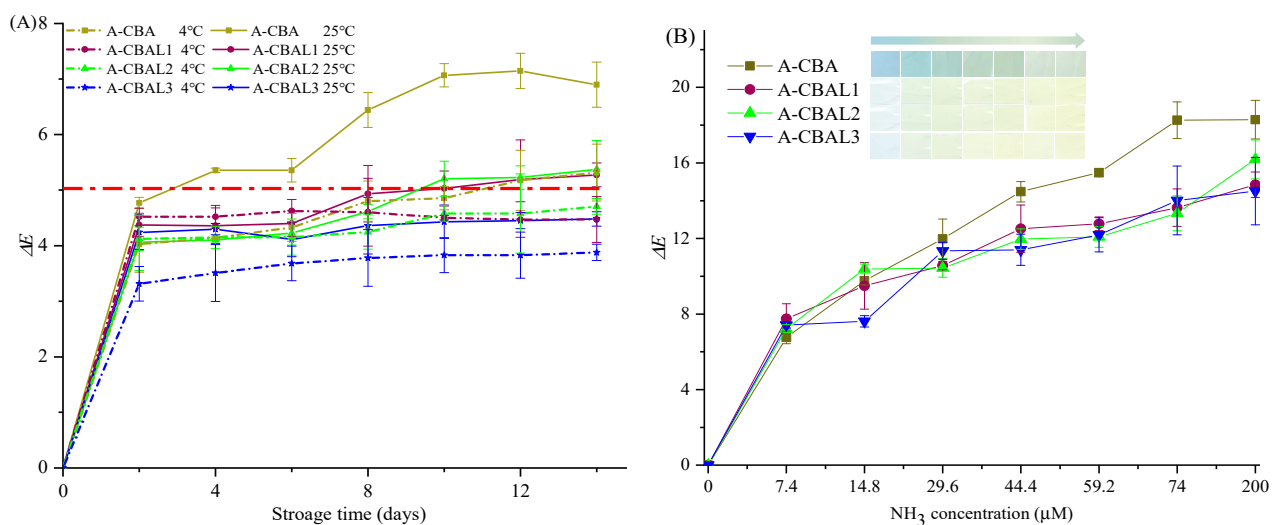 (A)
8
6
4
2
0
ΔE
0 4 8 12
Stroage time (days)
A-CBA 4℃ A-CBA 25℃
A-CBAL1 4℃ A-CBAL1 25℃
A-CBAL2 4℃ A-CBAL2 25℃
A-CBAL3 4℃ A-CBAL3 25℃
(B)
20
16
12
8
4
0
ΔE
0 7.4 14.8 29.6 44.4 59.2 74 200
NH3 concentration (μM)
A-CBA
A-CBAL1
A-CBAL2
A-CBAL3